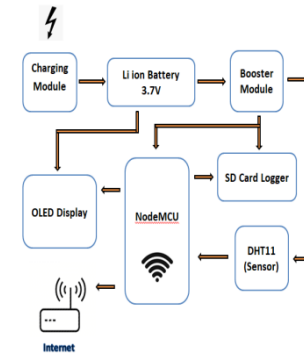 Charging
Module
Li ion Battery
3.7V
Booster
Module
OLED Display
NodeMCU
SD Card Logger
DHT11
(Sensor)
Internet